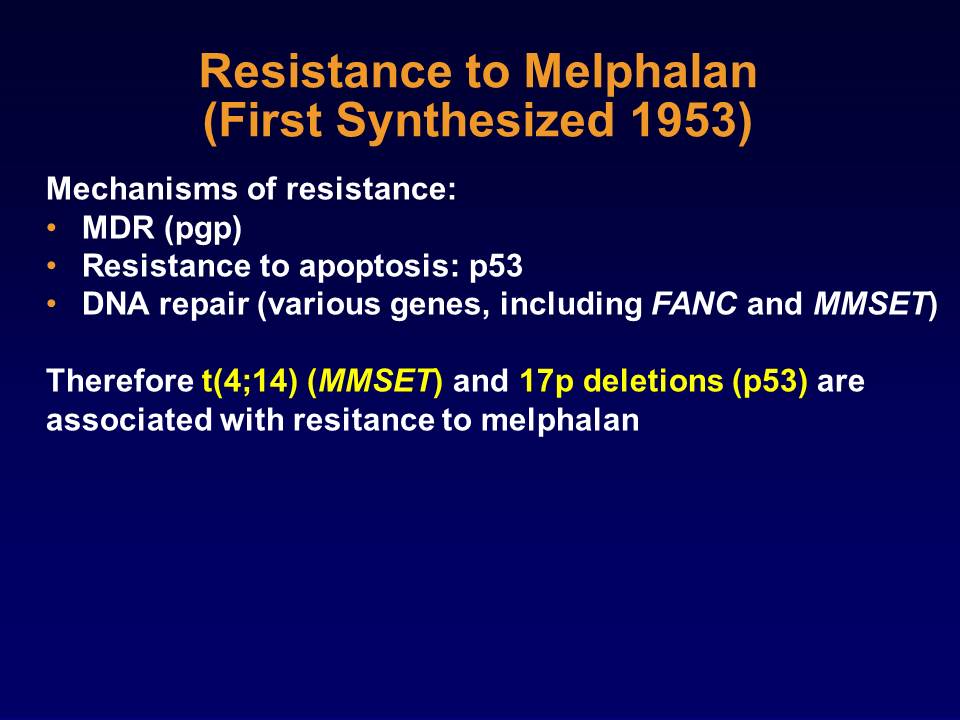 Resistance to Melphalan
(First Synthesized 1953)
Mechanisms of resistance:
• MDR (pgp)
• Resistance to apoptosis: p53
• DNA repair (various genes, including FANC and MMSET)
Therefore t(4;14) (MMSET) and 17p deletions (p53) are
associated with resitance to melphalan